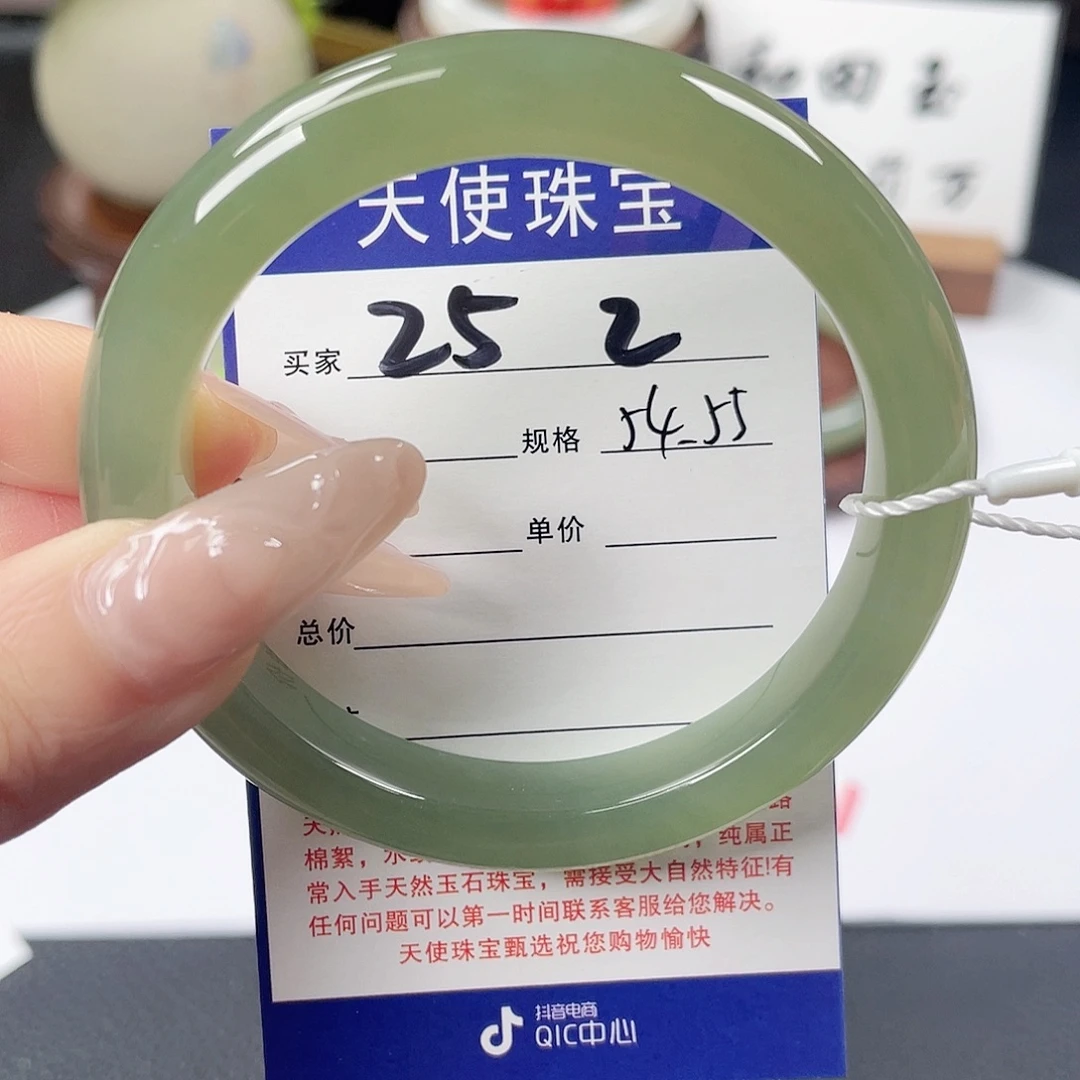 和田玉
万
天使珠宝
买家 25 2
规格 54-55
单价
总价
纯属正
棉絮，
常入手天然玉石珠宝，需接受大自然特征!有
任何问题可以第一时间联系客服给您解决。
天使珠宝甄选祝您购物愉快
抖音电商
QIC中心